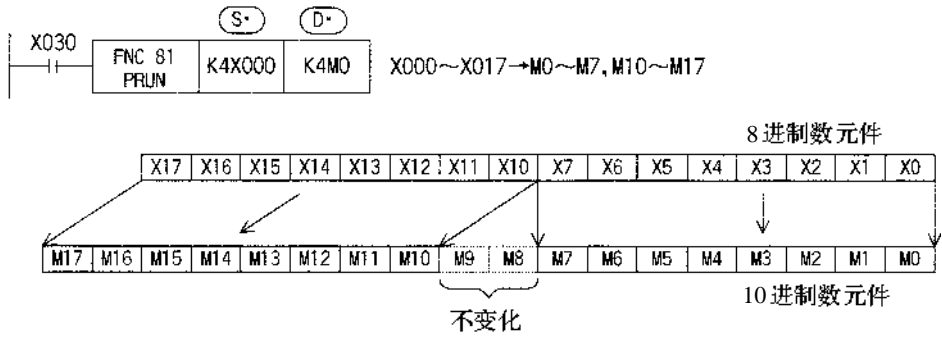 S· D·
X030 FNC 81 PRUN K4X000 K4M0 X000～X017→M0～M7, M10～M17
8进制数元件
X17 X16 X15 X14 X13 X12 X11 X10 X7 X6 X5 X4 X3 X2 X1 X0
M17 M16 M15 M14 M13 M12 M11 M10 M9 M8 M7 M6 M5 M4 M3 M2 M1 M0
不变化 10进制数元件